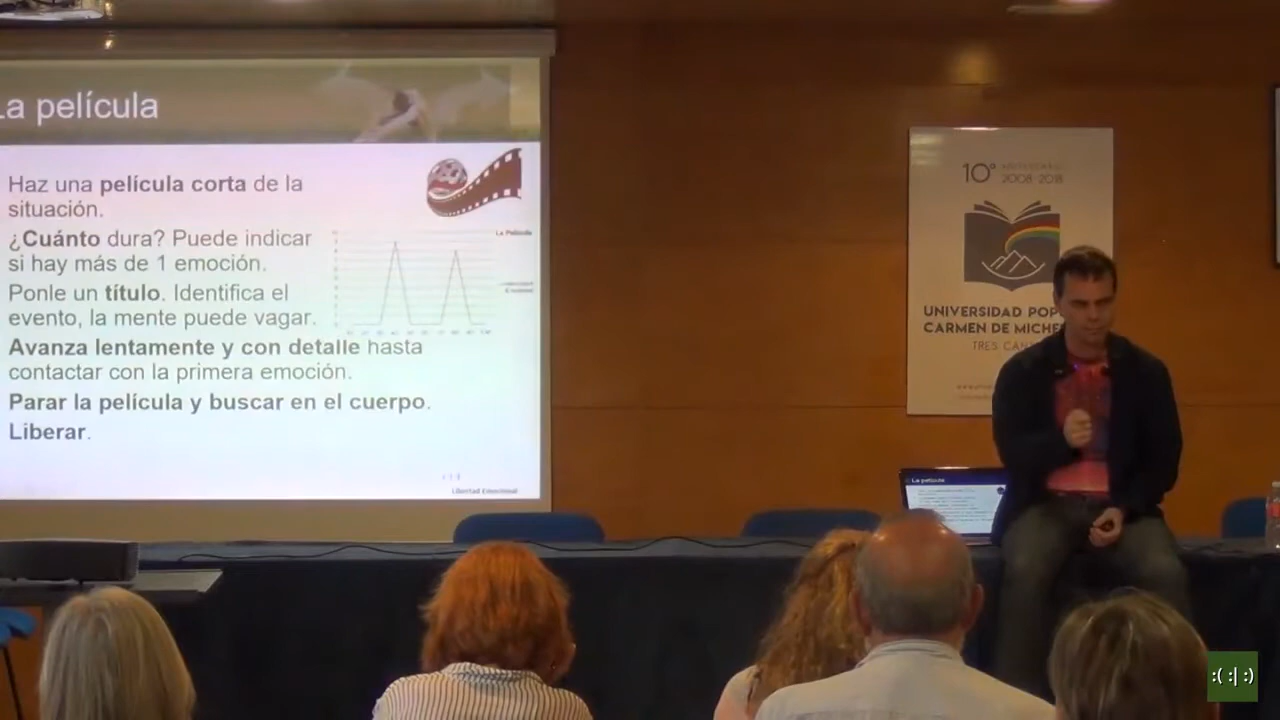 La película
Haz una película corta de la
situación.
¿Cuánto dura? Puede indicar
si hay más de 1 emoción.
Ponle un título. Identifica el
evento, la mente puede vagar.
Avanza lentamente y con detalle hasta
contactar con la primera emoción.
Parar la película y buscar en el cuerpo.
Liberar.
La Película
Libertad Emocional
10º
2008-2018
UNIVERSIDAD POP
CARMEN DE MICHE
TRES CAN
La película
:( :| :)